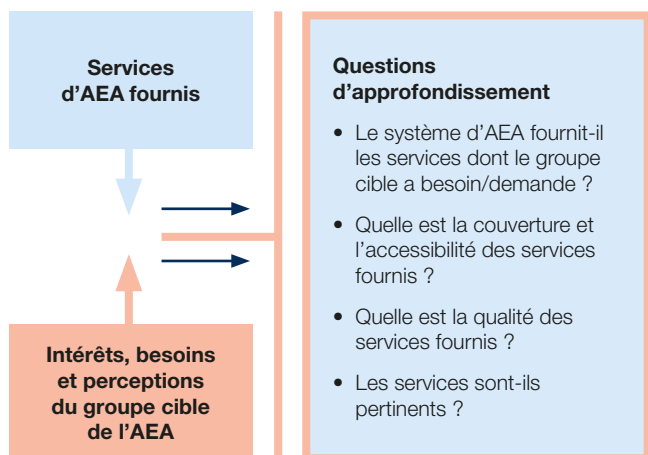 Services
d’AEA fournis
Intérêts, besoins
et perceptions
du groupe cible
de l’AEA
Questions
d’approfondissement
• Le système d’AEA fournit-il
les services dont le groupe
cible a besoin/demande ?
• Quelle est la couverture et
l’accessibilité des services
fournis ?
• Quelle est la qualité des
services fournis ?
• Les services sont-ils
pertinents ?